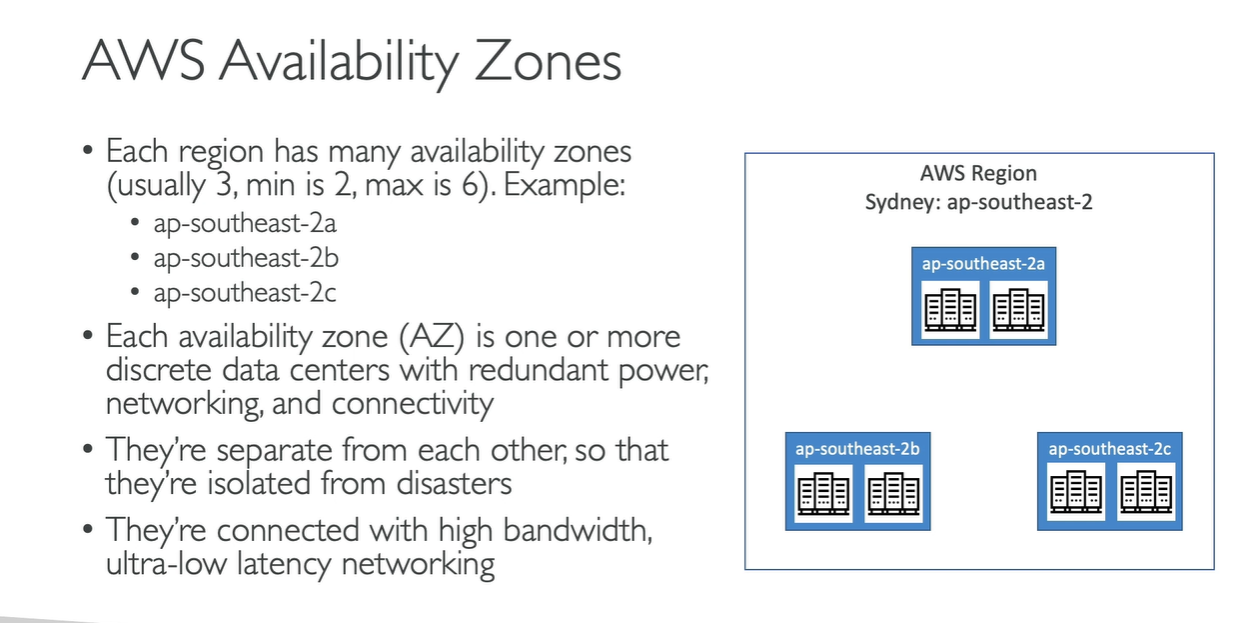 AWS Availability Zones
• Each region has many availability zones
(usually 3, min is 2, max is 6). Example:
• ap-southeast-2a
• ap-southeast-2b
• ap-southeast-2c
• Each availability zone (AZ) is one or more
discrete data centers with redundant power,
networking, and connectivity
• They’re separate from each other, so that
they’re isolated from disasters
• They’re connected with high bandwidth,
ultra-low latency networking
AWS Region
Sydney: ap-southeast-2
ap-southeast-2a
ap-southeast-2b
ap-southeast-2c